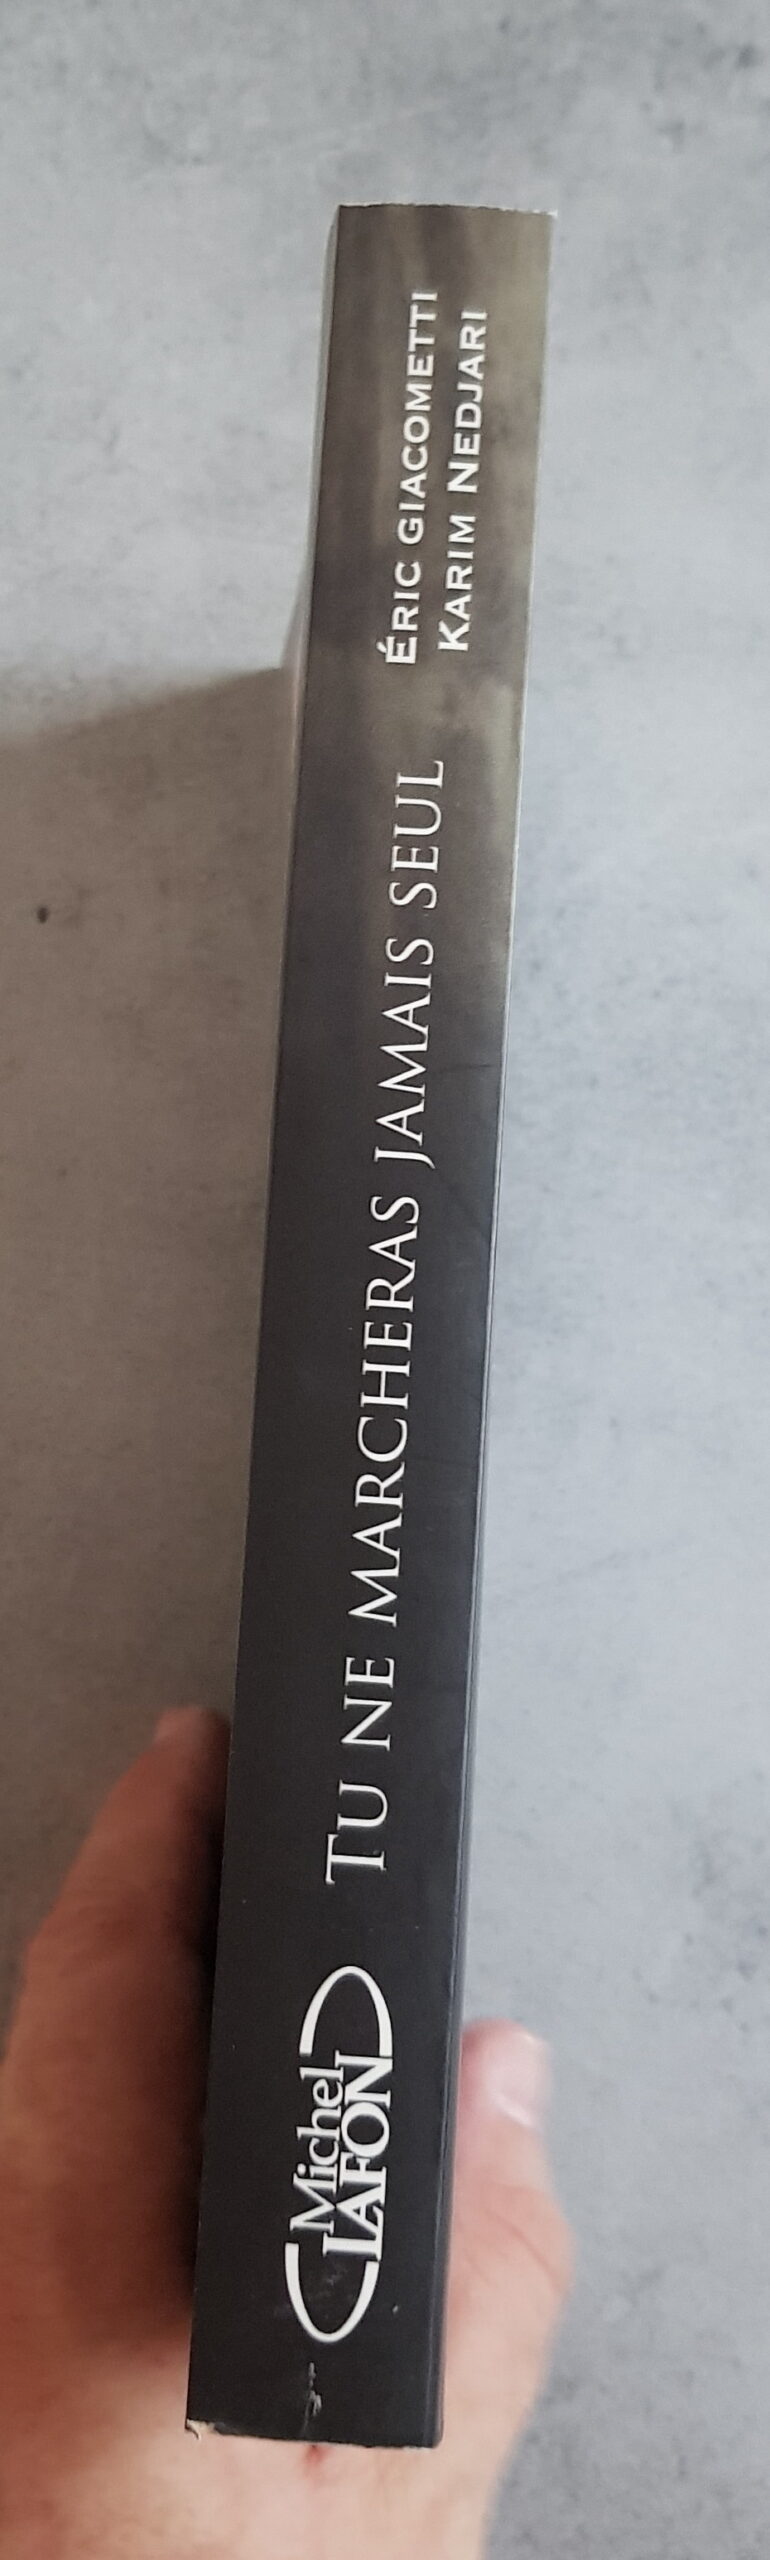 ÉRIC GIACOMETTI
KARIM NEDJARI
TU NE MARCHERAS JAMAIS SEUL
Michel
LAFON